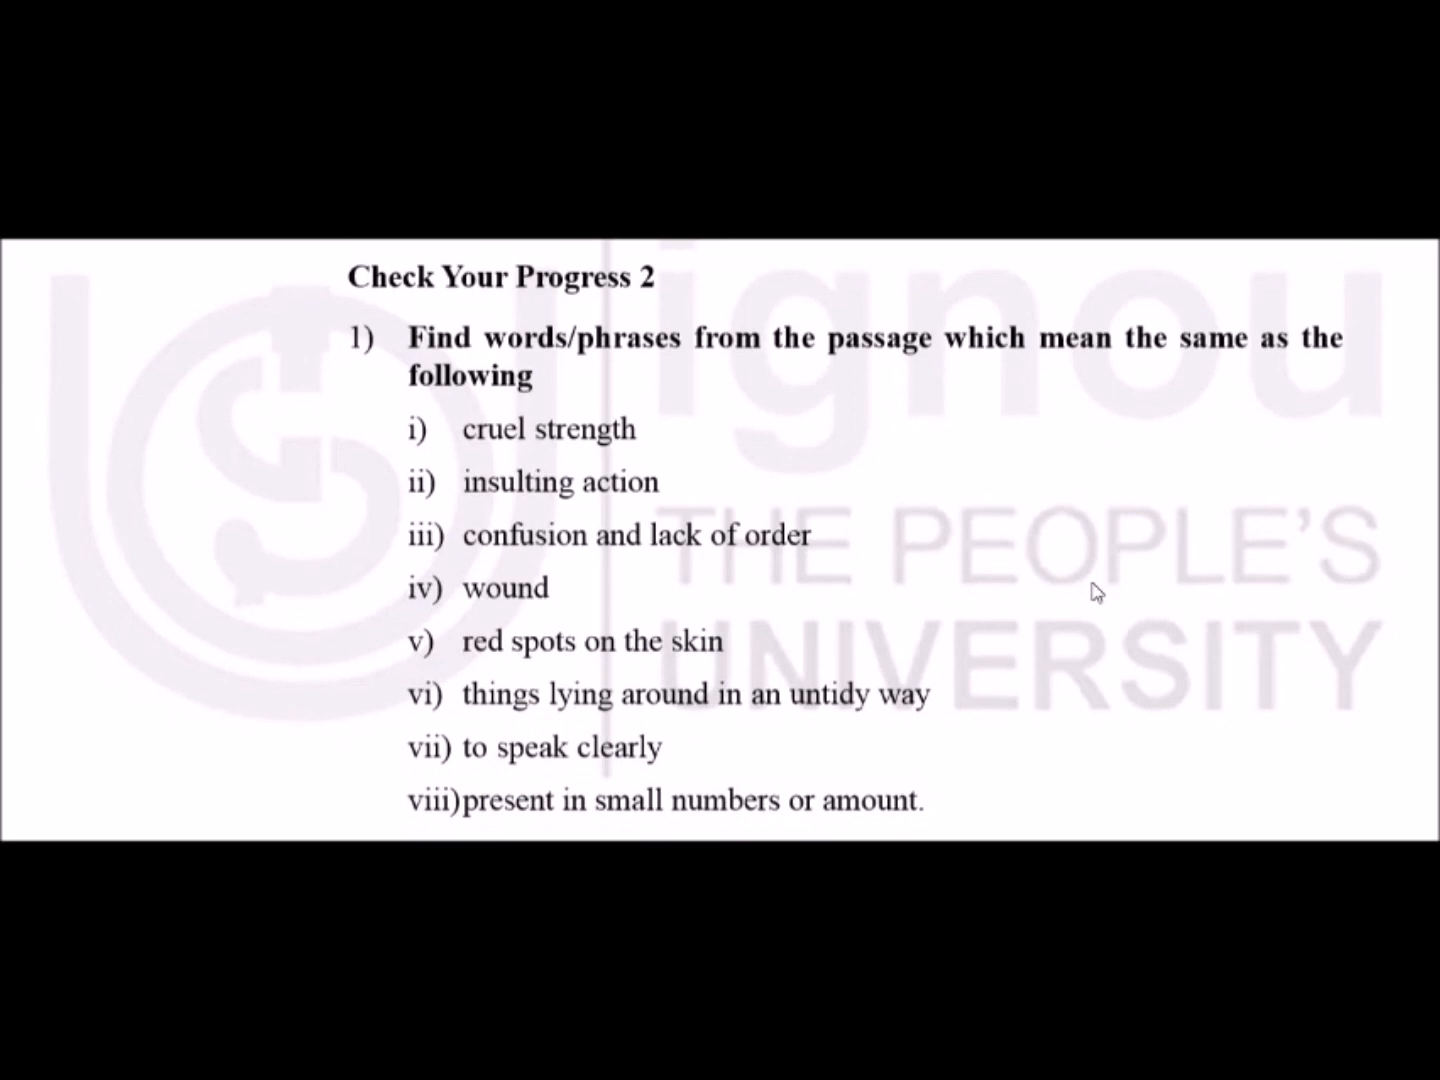 ignou
THE PEOPLE'S
UNIVERSITY
Check Your Progress 2
1) Find words/phrases from the passage which mean the same as the
following
i) cruel strength
ii) insulting action
iii) confusion and lack of order
iv) wound
v) red spots on the skin
vi) things lying around in an untidy way
vii) to speak clearly
viii)present in small numbers or amount.